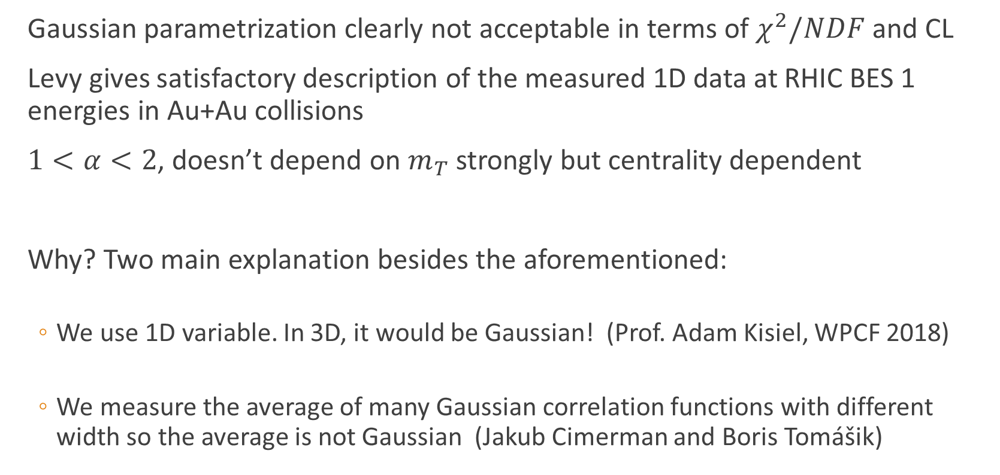 Gaussian parametrization clearly not acceptable in terms of χ²/NDF and CL
Levy gives satisfactory description of the measured 1D data at RHIC BES 1
energies in Au+Au collisions
1 < α < 2, doesn’t depend on m_T strongly but centrality dependent
Why? Two main explanation besides the aforementioned:
◦ We use 1D variable. In 3D, it would be Gaussian! (Prof. Adam Kisiel, WPCF 2018)
◦ We measure the average of many Gaussian correlation functions with different
width so the average is not Gaussian (Jakub Cimerman and Boris Tomášik)